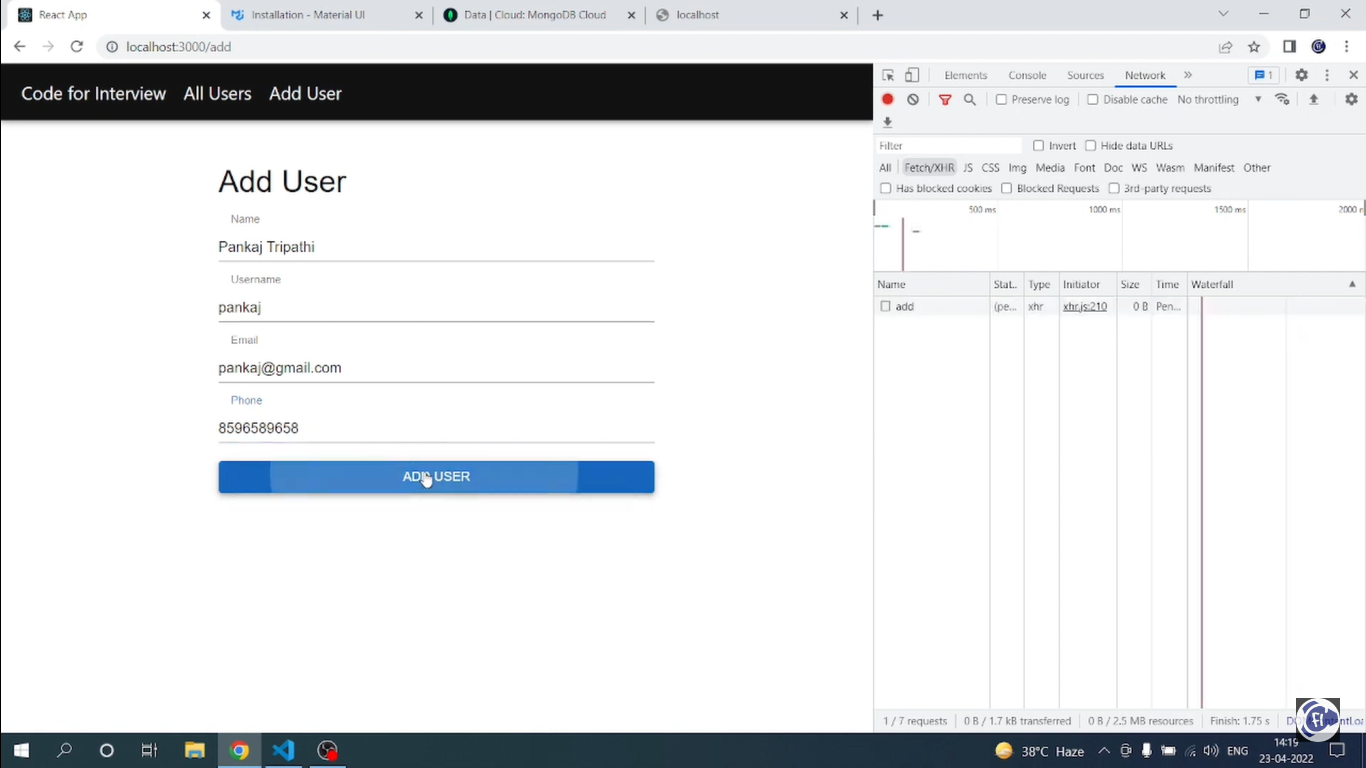 React App
Installation - Material UI
Data | Cloud: MongoDB Cloud
localhost
localhost:3000/add
Code for Interview All Users Add User
Elements Console Sources Network » 1
Preserve log Disable cache No throttling
Filter Invert Hide data URLs
All Fetch/XHR JS CSS Img Media Font Doc WS Wasm Manifest Other
Has blocked cookies Blocked Requests 3rd-party requests
500 ms 1000 ms 1500 ms 2000 n
Name Stat.. Type Initiator Size Time Waterfall
add (pe... xhr xhr.js:210 0 B Pen...
Add User
Name
Pankaj Tripathi
Username
pankaj
Email
pankaj@gmail.com
Phone
8596589658
ADD USER
1 / 7 requests 0 B / 1.7 kB transferred 0 B / 2.5 MB resources Finish: 1.75 s
38°C Haze ENG 14:19
23-04-2022